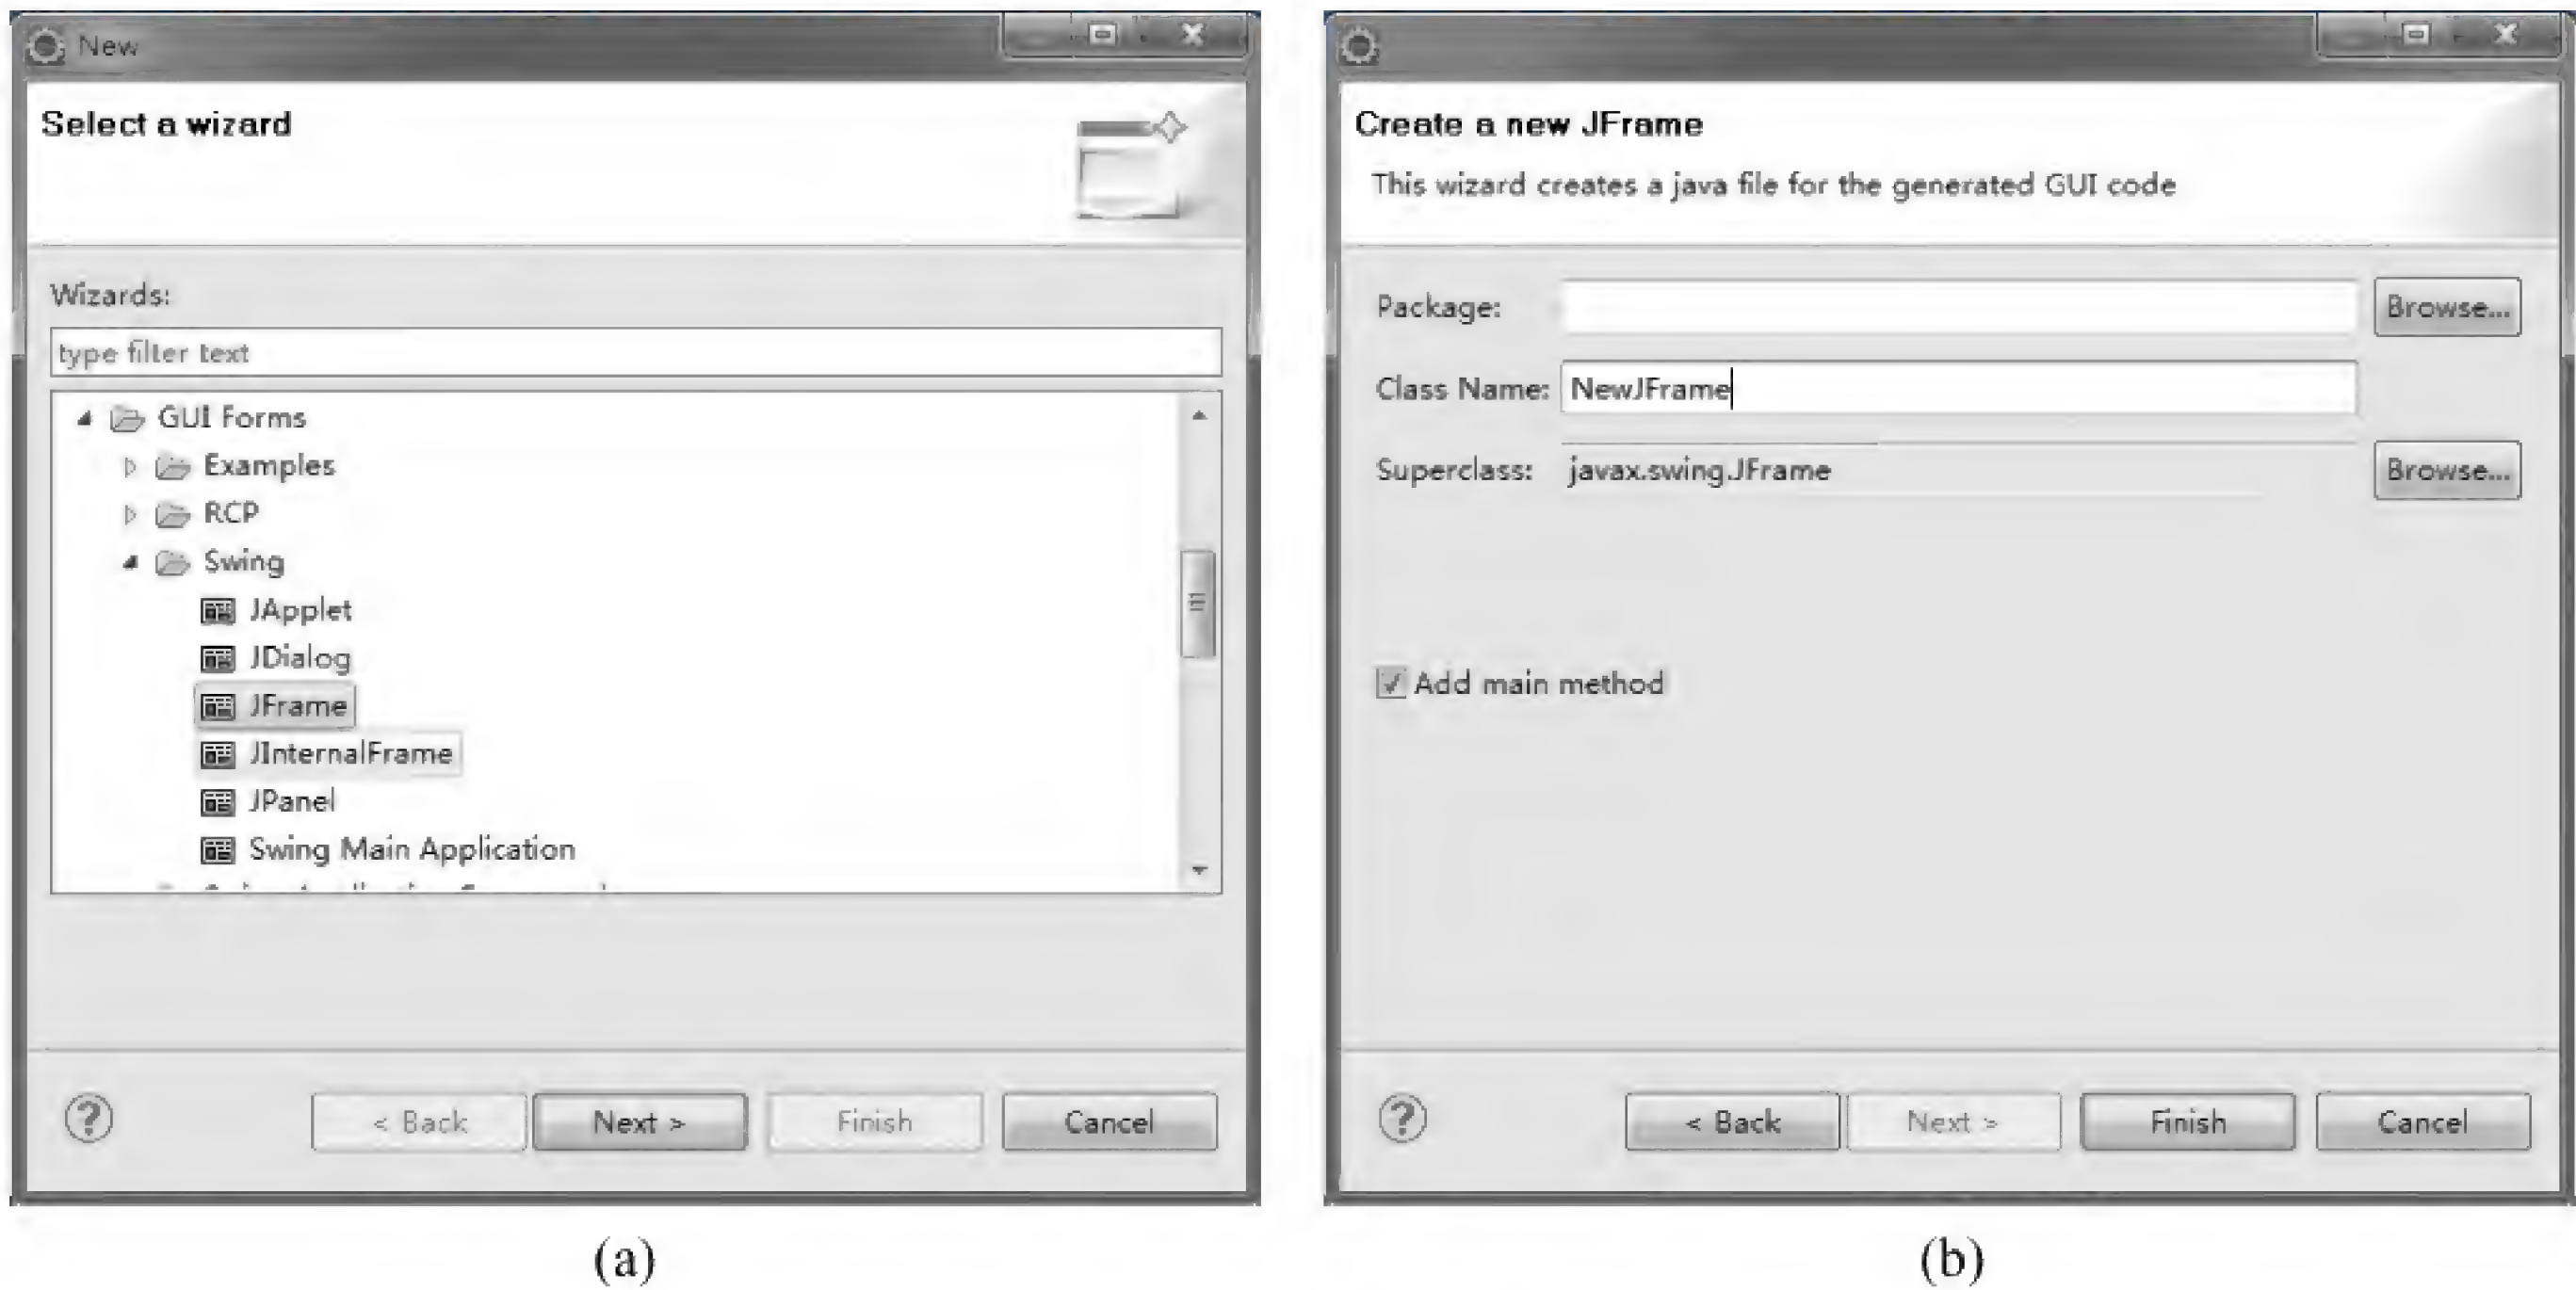 New
Select a wizard
Wizards:
type filter text
GUI Forms
Examples
RCP
Swing
JApplet
JDialog
JFrame
JInternalFrame
JPanel
Swing Main Application
< Back Next > Finish Cancel
(a)
Create a new JFrame
This wizard creates a java file for the generated GUI code
Package: Browse...
Class Name: NewJFrame
Superclass: javax.swing.JFrame Browse...
Add main method
< Back Next > Finish Cancel
(b)